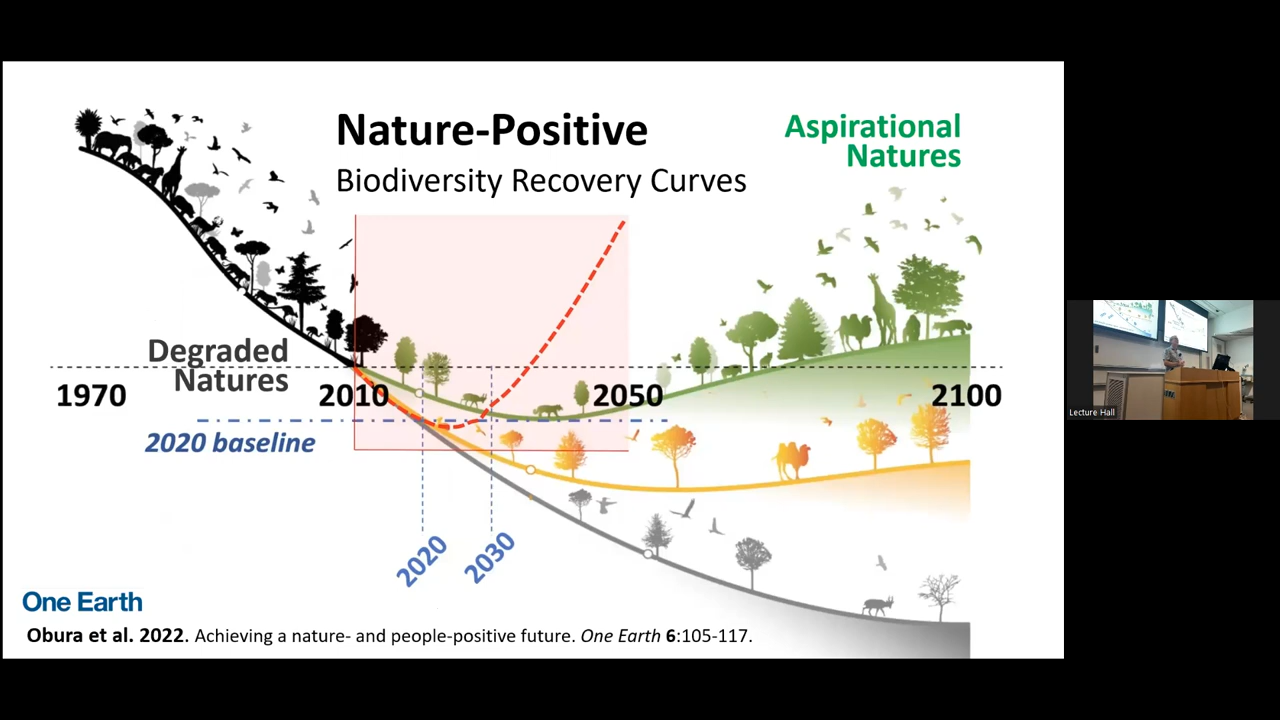 Nature-Positive
Biodiversity Recovery Curves
Aspirational
Natures
Degraded
Natures
1970
2010
2050
2100
2020 baseline
2020
2030
One Earth
Obura et al. 2022. Achieving a nature- and people-positive future. One Earth 6:105-117.
Lecture Hall